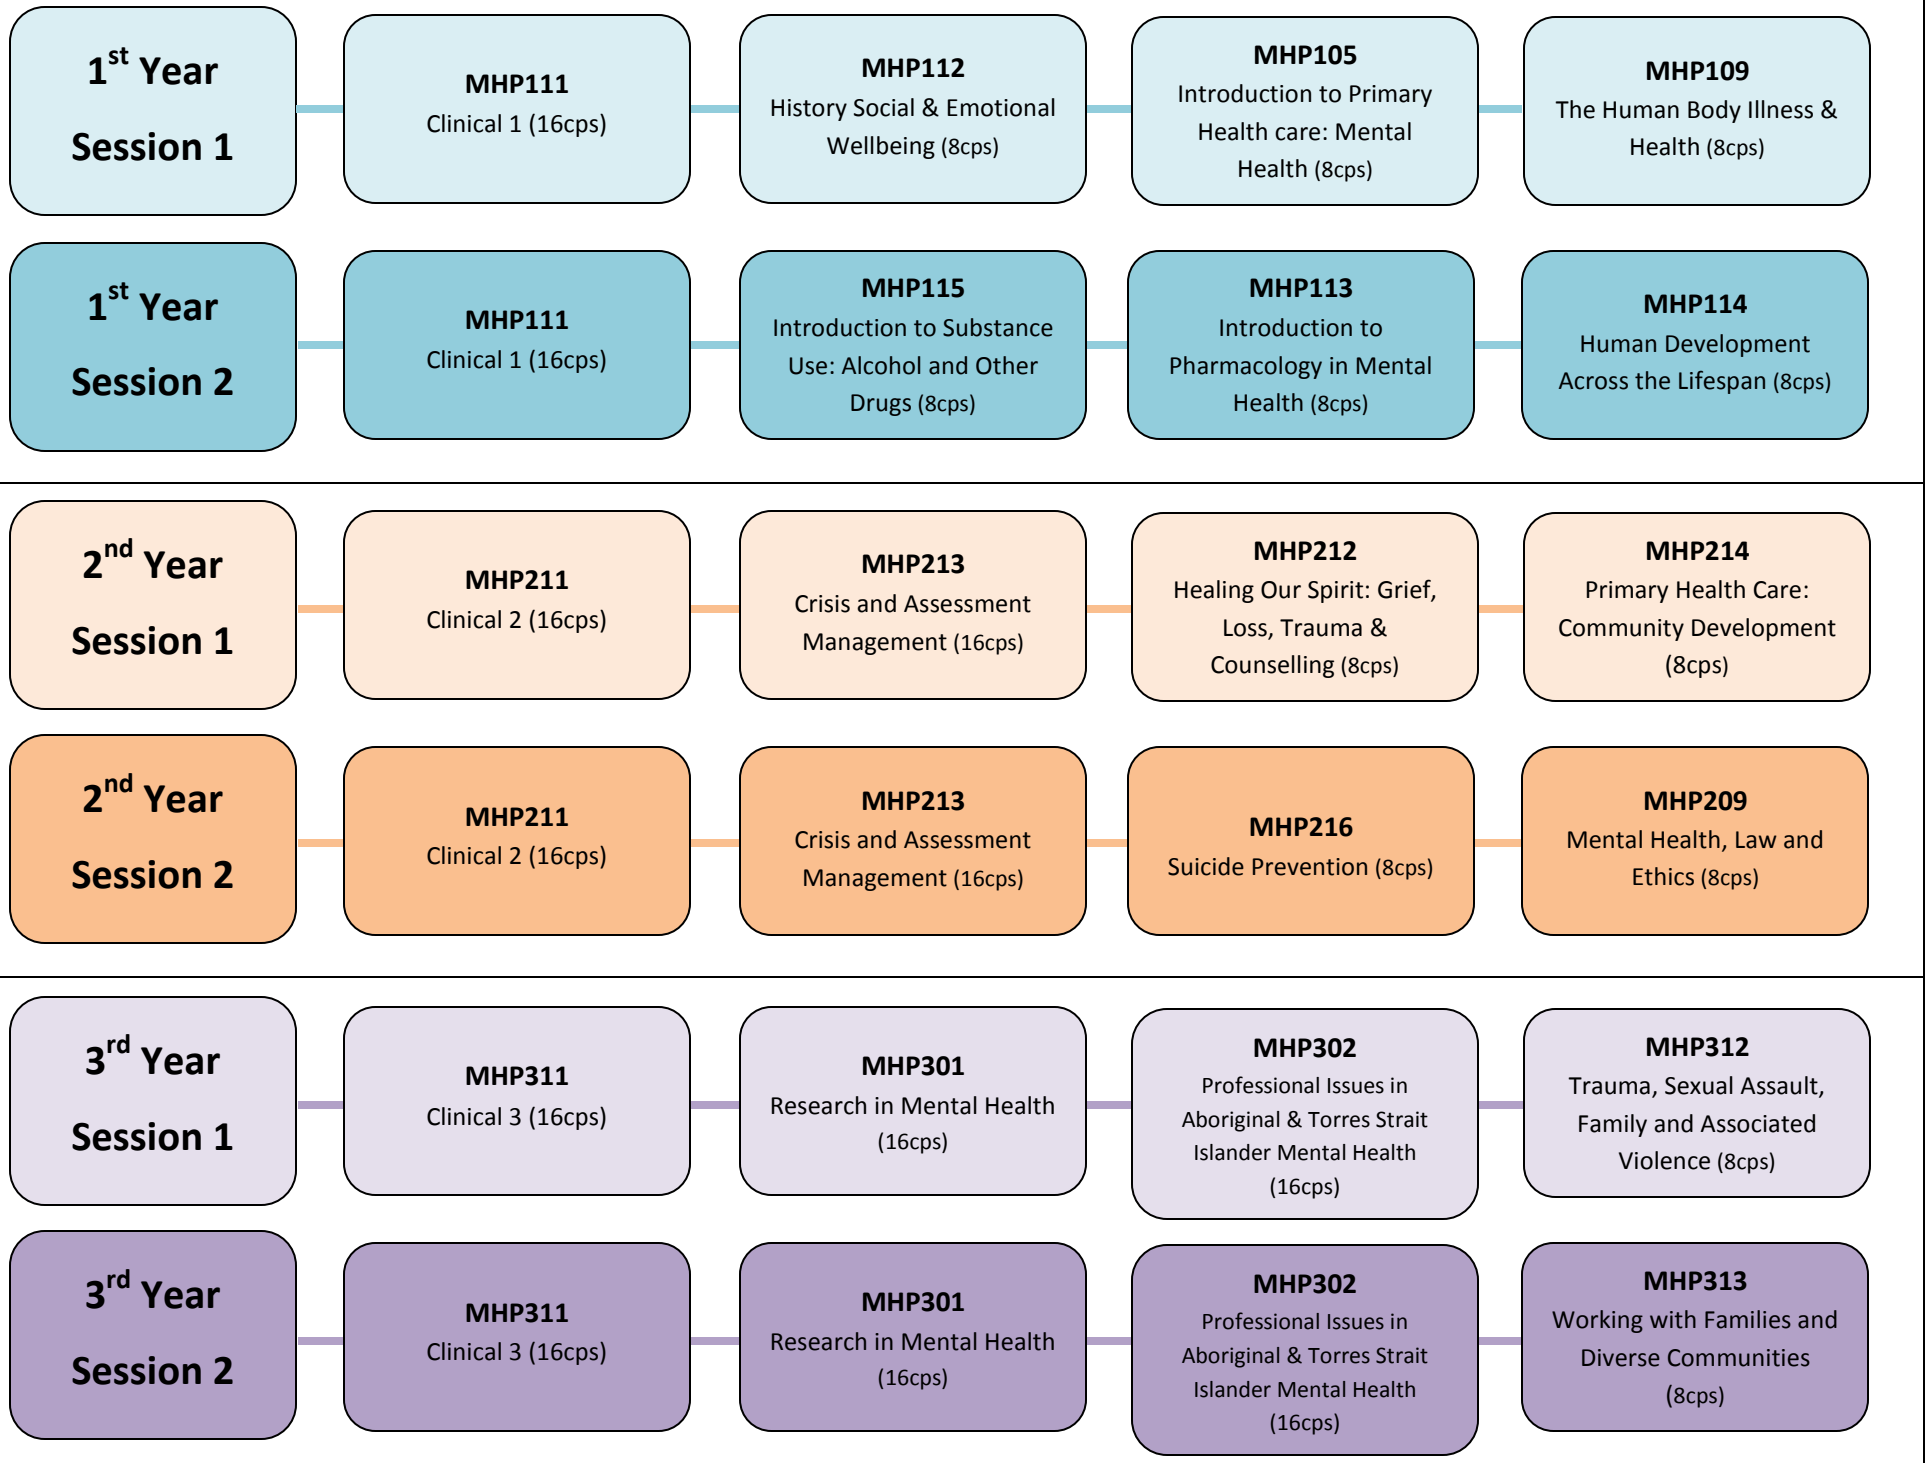 1st Year
Session 1
MHP111
Clinical 1 (16cps)
MHP112
History Social & Emotional
Wellbeing (8cps)
MHP105
Introduction to Primary
Health care: Mental
Health (8cps)
MHP109
The Human Body Illness &
Health (8cps)
1st Year
Session 2
MHP111
Clinical 1 (16cps)
MHP115
Introduction to Substance
Use: Alcohol and Other
Drugs (8cps)
MHP113
Introduction to
Pharmacology in Mental
Health (8cps)
MHP114
Human Development
Across the Lifespan (8cps)
2nd Year
Session 1
MHP211
Clinical 2 (16cps)
MHP213
Crisis and Assessment
Management (16cps)
MHP212
Healing Our Spirit: Grief,
Loss, Trauma &
Counselling (8cps)
MHP214
Primary Health Care:
Community Development
(8cps)
2nd Year
Session 2
MHP211
Clinical 2 (16cps)
MHP213
Crisis and Assessment
Management (16cps)
MHP216
Suicide Prevention (8cps)
MHP209
Mental Health, Law and
Ethics (8cps)
3rd Year
Session 1
MHP311
Clinical 3 (16cps)
MHP301
Research in Mental Health
(16cps)
MHP302
Professional Issues in
Aboriginal & Torres Strait
Islander Mental Health
(16cps)
MHP312
Trauma, Sexual Assault,
Family and Associated
Violence (8cps)
3rd Year
Session 2
MHP311
Clinical 3 (16cps)
MHP301
Research in Mental Health
(16cps)
MHP302
Professional Issues in
Aboriginal & Torres Strait
Islander Mental Health
(16cps)
MHP313
Working with Families and
Diverse Communities
(8cps)